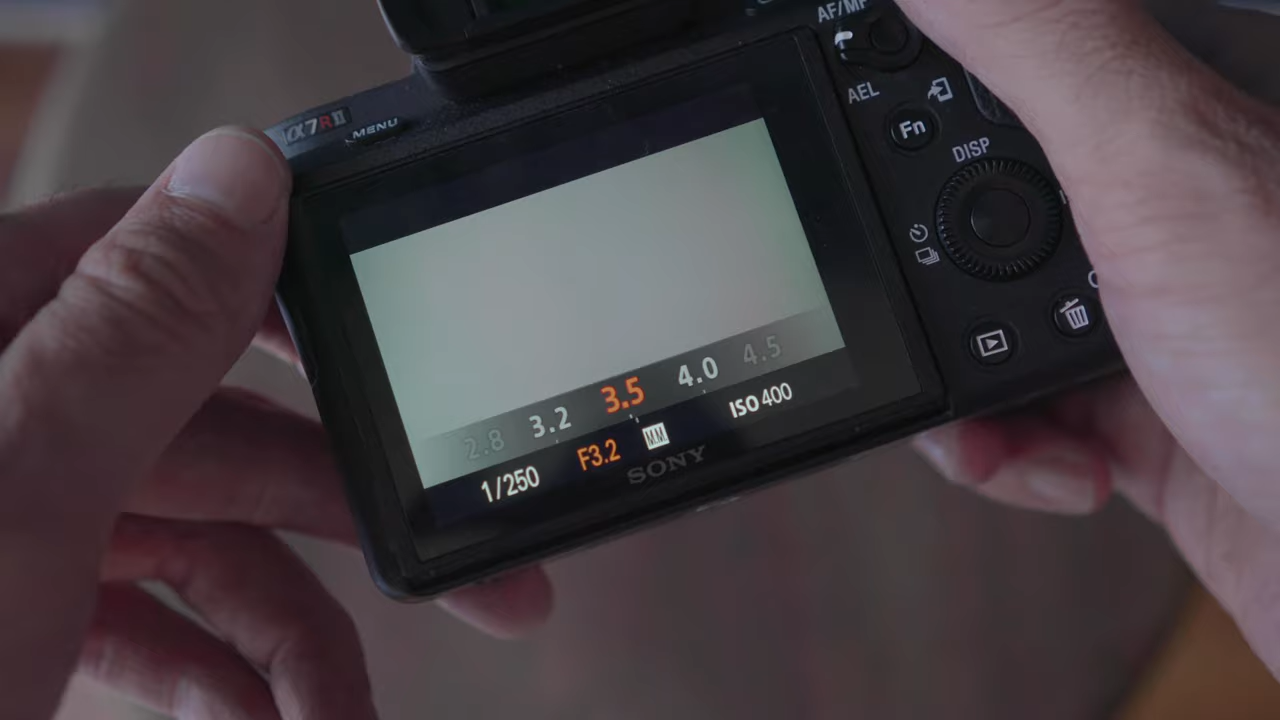 AF/MF
AEL
α7RII
MENU
Fn
DISP
2.8 3.2 3.5 4.0 4.5
1/250 F3.2 M.M. ISO 400
SONY